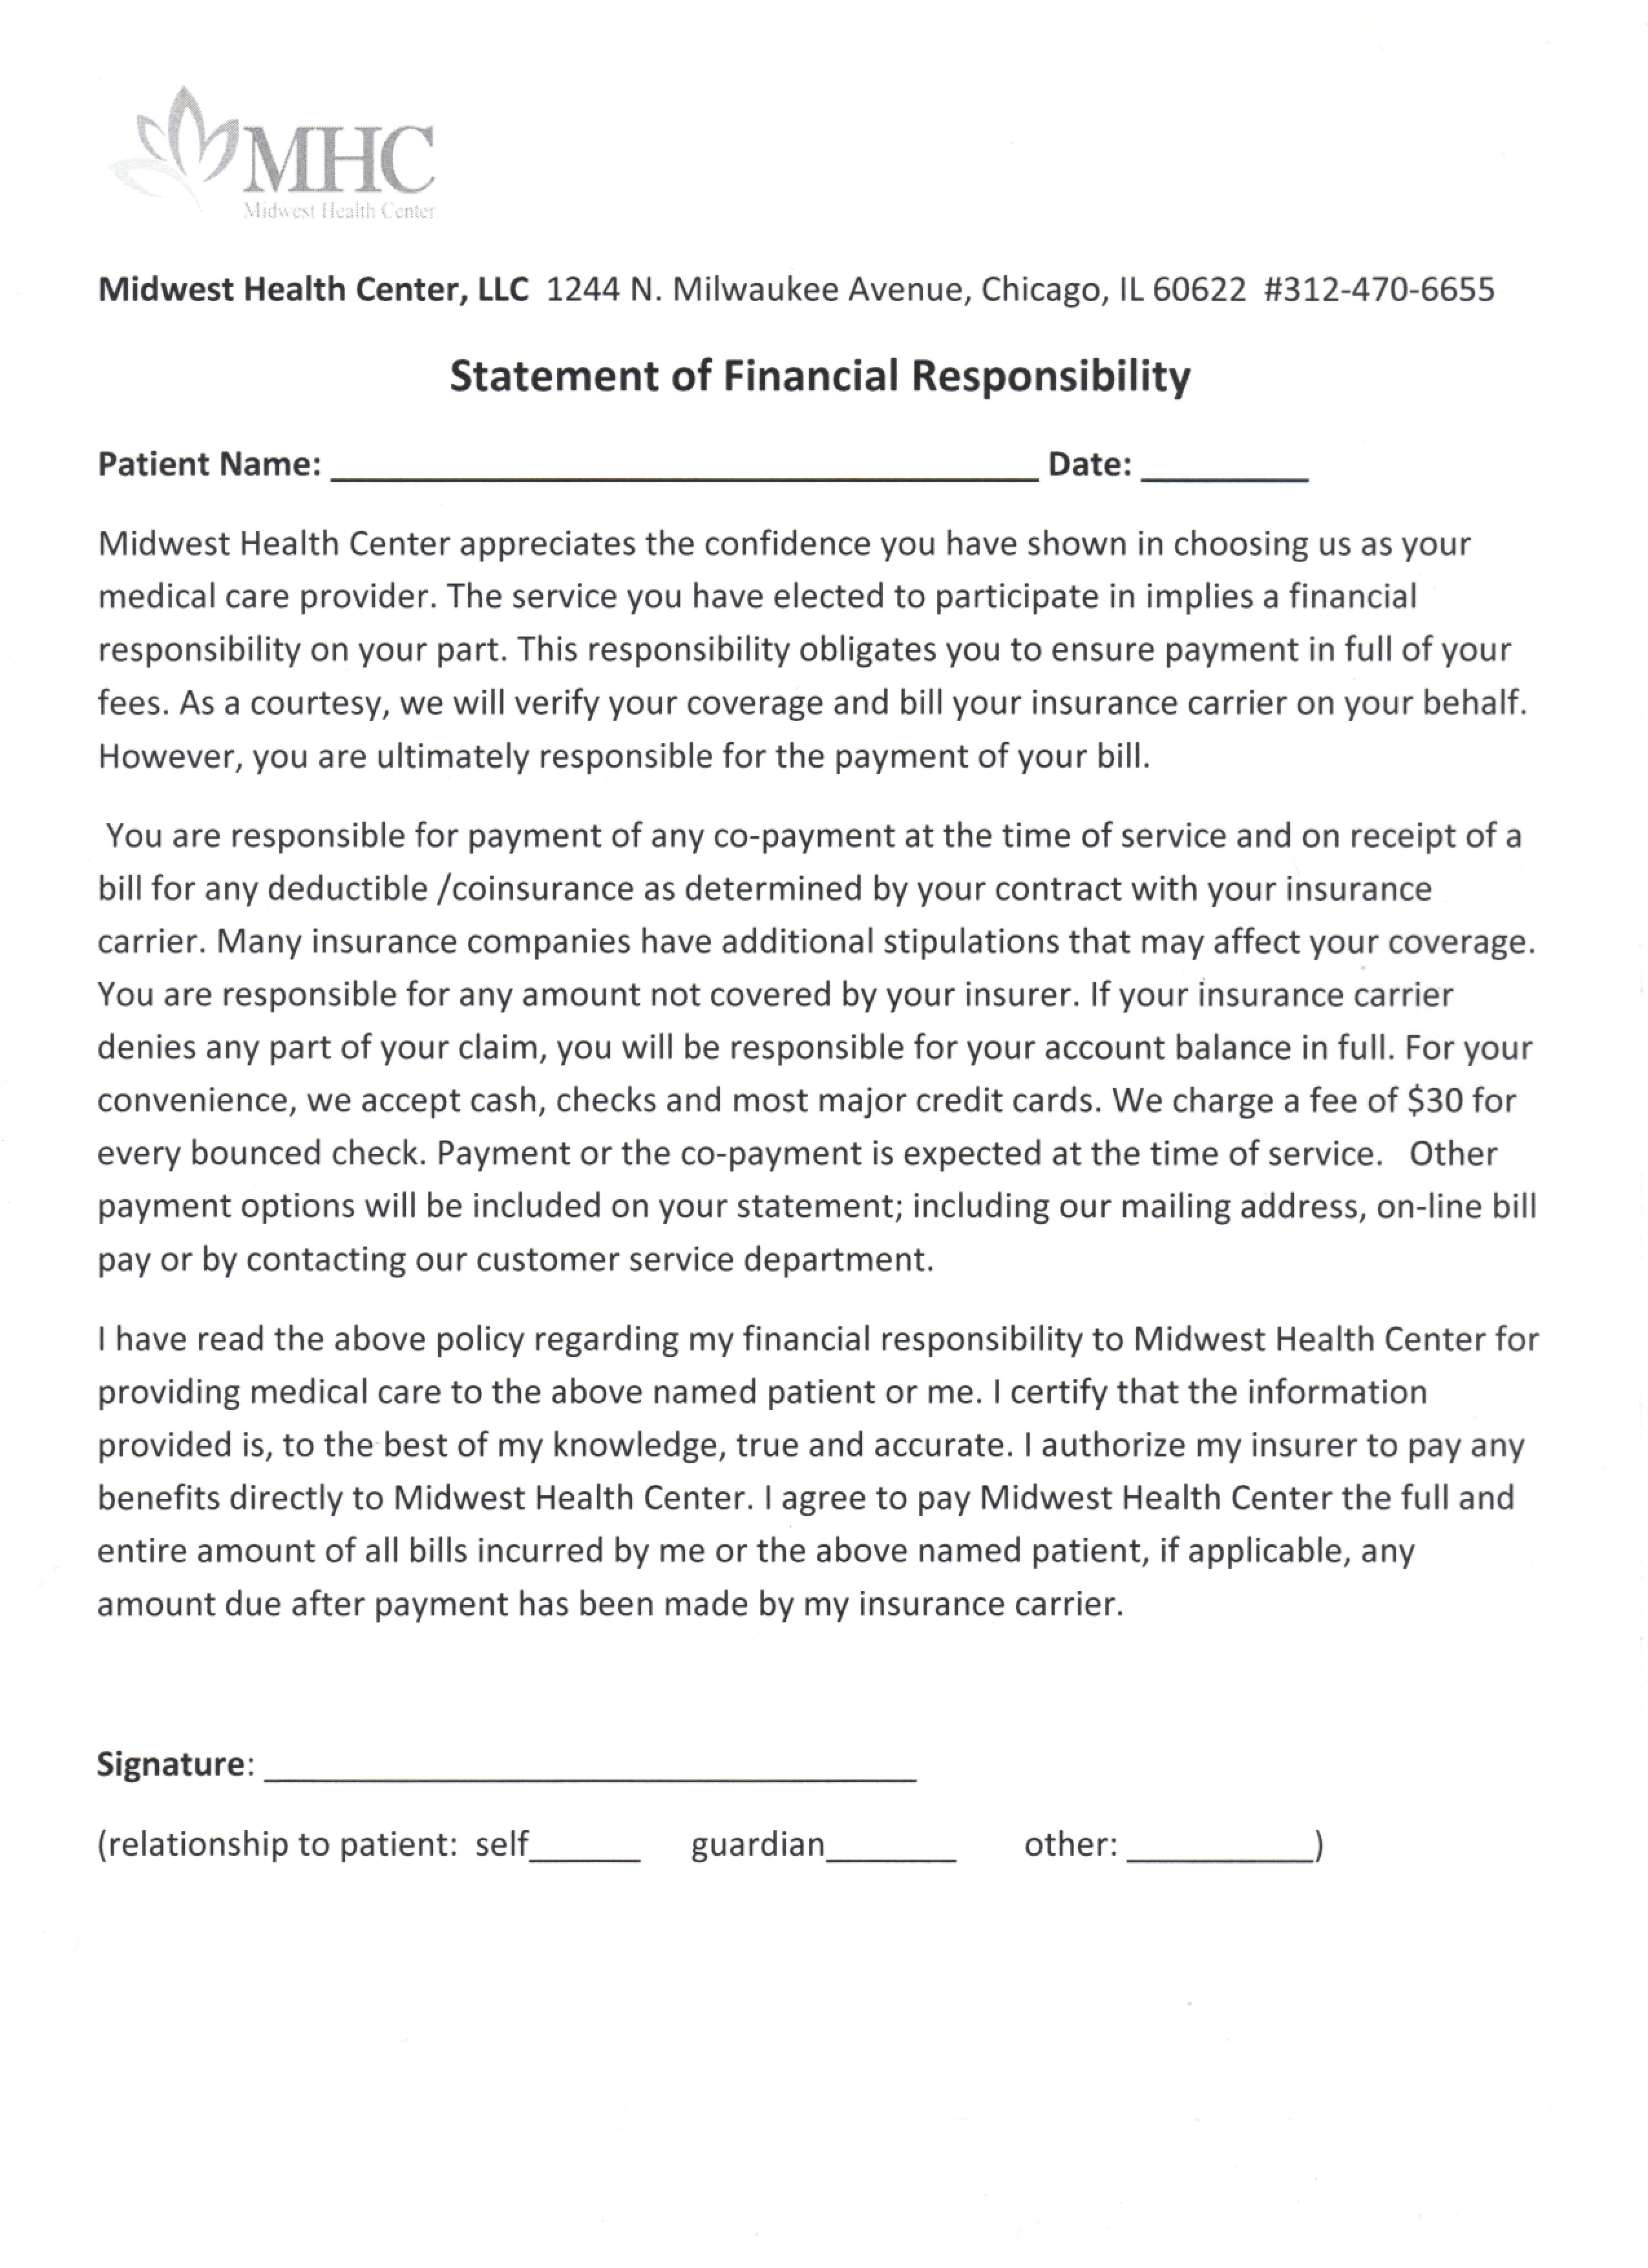 MHC
Midwest Health Center
Midwest Health Center, LLC 1244 N. Milwaukee Avenue, Chicago, IL 60622 #312-470-6655
Statement of Financial Responsibility
Patient Name: ______________________________ Date: _______
Midwest Health Center appreciates the confidence you have shown in choosing us as your
medical care provider. The service you have elected to participate in implies a financial
responsibility on your part. This responsibility obligates you to ensure payment in full of your
fees. As a courtesy, we will verify your coverage and bill your insurance carrier on your behalf.
However, you are ultimately responsible for the payment of your bill.
You are responsible for payment of any co-payment at the time of service and on receipt of a
bill for any deductible /coinsurance as determined by your contract with your insurance
carrier. Many insurance companies have additional stipulations that may affect your coverage.
You are responsible for any amount not covered by your insurer. If your insurance carrier
denies any part of your claim, you will be responsible for your account balance in full. For your
convenience, we accept cash, checks and most major credit cards. We charge a fee of $30 for
every bounced check. Payment or the co-payment is expected at the time of service. Other
payment options will be included on your statement; including our mailing address, on-line bill
pay or by contacting our customer service department.
I have read the above policy regarding my financial responsibility to Midwest Health Center for
providing medical care to the above named patient or me. I certify that the information
provided is, to the best of my knowledge, true and accurate. I authorize my insurer to pay any
benefits directly to Midwest Health Center. I agree to pay Midwest Health Center the full and
entire amount of all bills incurred by me or the above named patient, if applicable, any
amount due after payment has been made by my insurance carrier.
Signature: ____________________________
(relationship to patient: self______ guardian_______ other: __________)